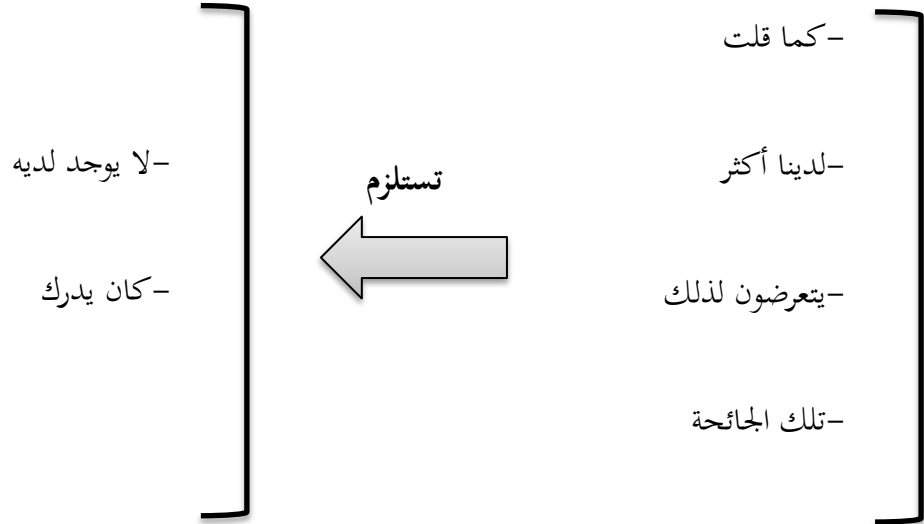 -كما قلت
-لدينا أكثر
-يتعرضون لذلك
-تلك الجائحة
تستلزم
-لا يوجد لديه
-كان يدرك